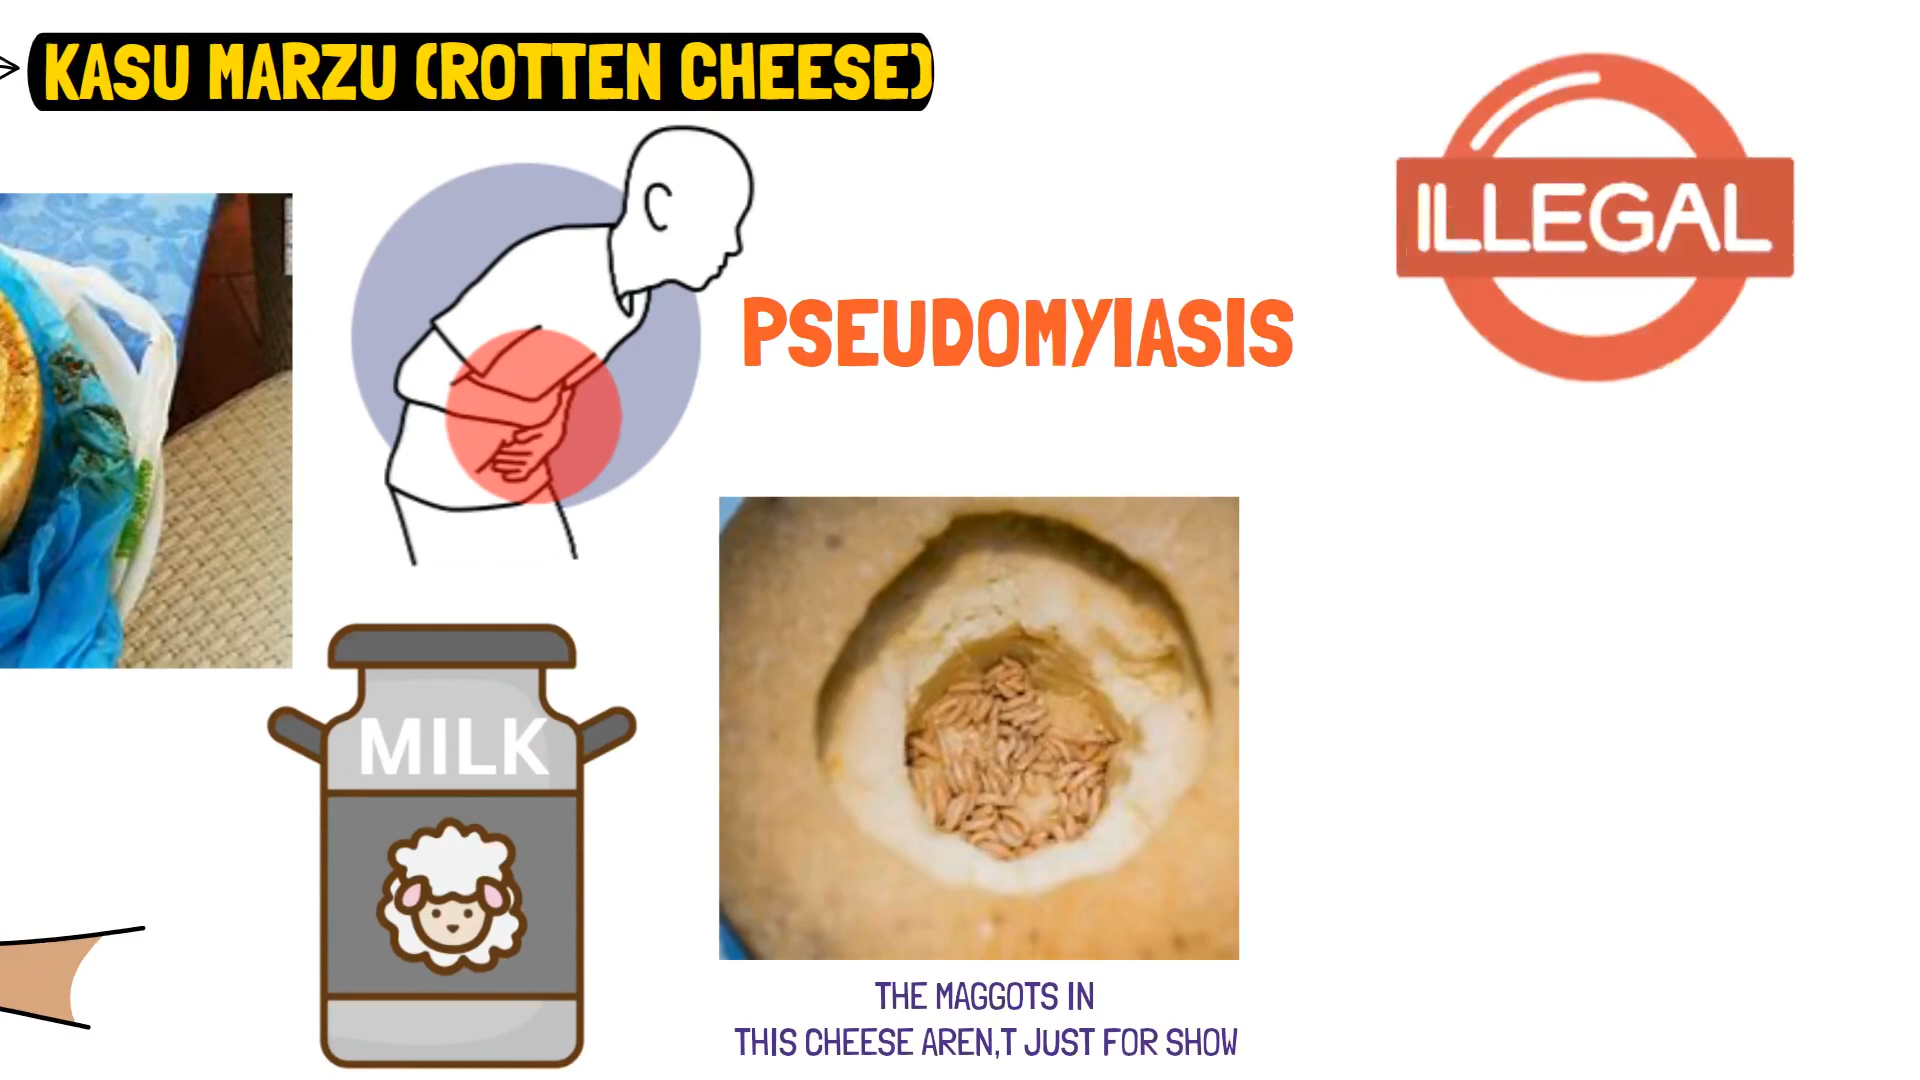 KASU MARZU (ROTTEN CHEESE)
ILLEGAL
PSEUDOMYIASIS
MILK
THE MAGGOTS IN
THIS CHEESE AREN,T JUST FOR SHOW